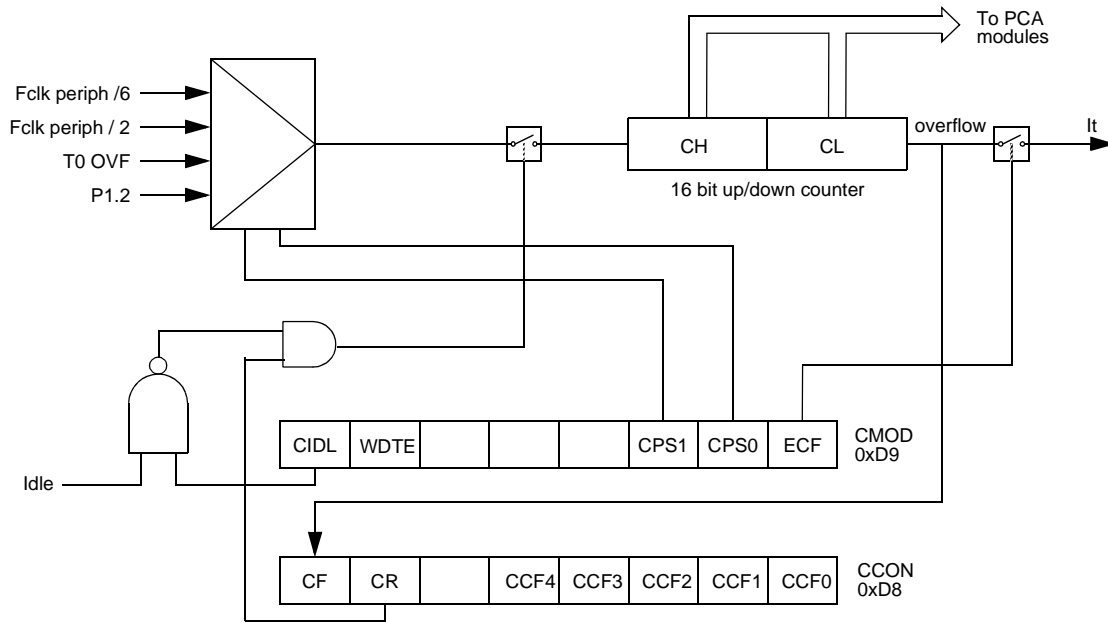 To PCA
modules
Fclk periph /6
Fclk periph / 2
T0 OVF
P1.2
CH
CL
overflow
It
16 bit up/down counter
CIDL
WDTE
CPS1
CPS0
ECF
CMOD
0xD9
Idle
CF
CR
CCF4
CCF3
CCF2
CCF1
CCF0
CCON
0xD8